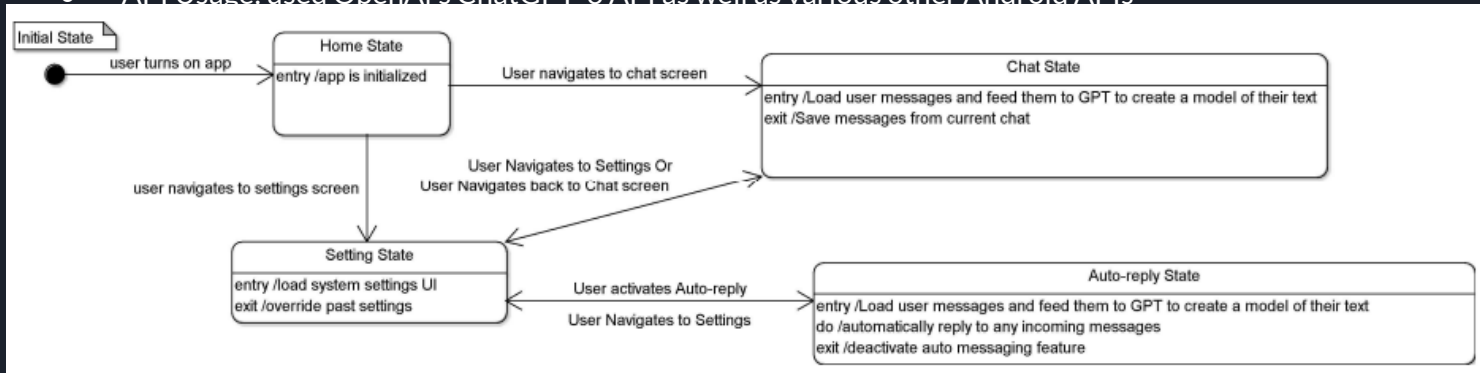 Initial State
user turns on app
Home State
entry /app is initialized
User navigates to chat screen
Chat State
entry /Load user messages and feed them to GPT to create a model of their text
exit /Save messages from current chat
User Navigates to Settings Or
User Navigates back to Chat screen
user navigates to settings screen
Setting State
entry /load system settings UI
exit /override past settings
User activates Auto-reply
User Navigates to Settings
Auto-reply State
entry /Load user messages and feed them to GPT to create a model of their text
do /automatically reply to any incoming messages
exit /deactivate auto messaging feature